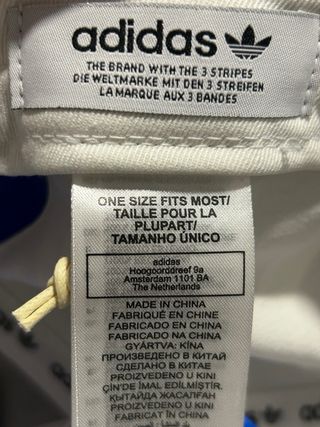 adidas
THE BRAND WITH THE 3 STRIPES
DIE WELTMARKE MIT DEN 3 STREIFEN
LA MARQUE AUX 3 BANDES
ONE SIZE FITS MOST/
TAILLE POUR LA
PLUPART/
TAMANHO ÚNICO
adidas
Hoogoorddreef 9a
Amsterdam 1101 BA
The Netherlands
MADE IN CHINA
FABRIQUÉ EN CHINE
FABRICADO EN CHINA
FABRICADO NA CHINA
GYÁRTVA: KÍNA
ПРОИЗВЕДЕНО В КИТАЙ
СДЕЛАНО В КИТАЕ
PROIZVEDENO U KINI
ÇİN'DE İMAL EDİLMİŞTİR.
ҚЫТАЙДА ЖАСАЛҒАН
PROIZVEDENO U KINI
FABRICAT ÎN CHINA